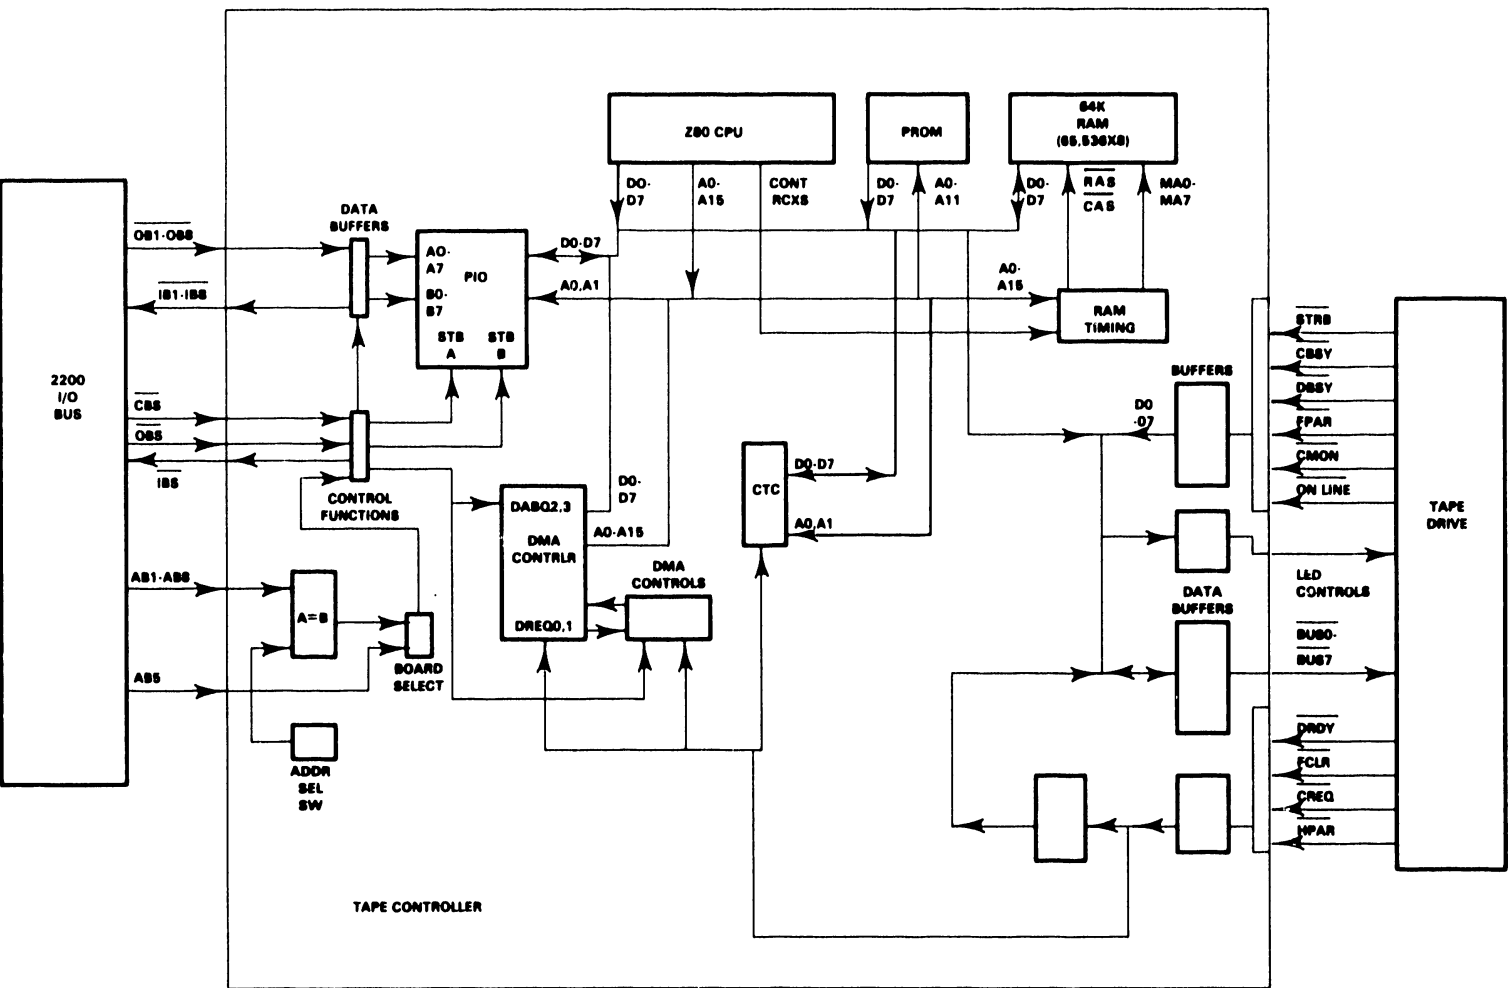 Z80 CPU
PROM
64K
RAM
(65,536X8)
D0-
D7
A0-
A15
CONT
RCXS
D0-
D7
A0-
A11
D0-
D7
RAS
CAS
MA0-
MA7
DATA
BUFFERS
OB1-OB8
IB1-IB8
A0-
A7
PIO
B0-
B7
STB
A
STB
B
D0-D7
A0,A1
A0-
A15
RAM
TIMING
2200
I/O
BUS
CBS
OBS
IBS
CONTROL
FUNCTIONS
BUFFERS
D0
-07
STRB
CBSY
DBSY
FPAR
CMON
ON LINE
TAPE
DRIVE
CTC
D0-D7
A0,A1
D0-
D7
A0-A15
DABQ2,3
DMA
CONTRLR
DREQ0,1
DMA
CONTROLS
LED
CONTROLS
DATA
BUFFERS
BUS0-
BUS7
AB1-AB8
A=B
AB5
BOARD
SELECT
ADDR
SEL
SW
DRDY
FCLR
CREQ
HPAR
TAPE CONTROLLER